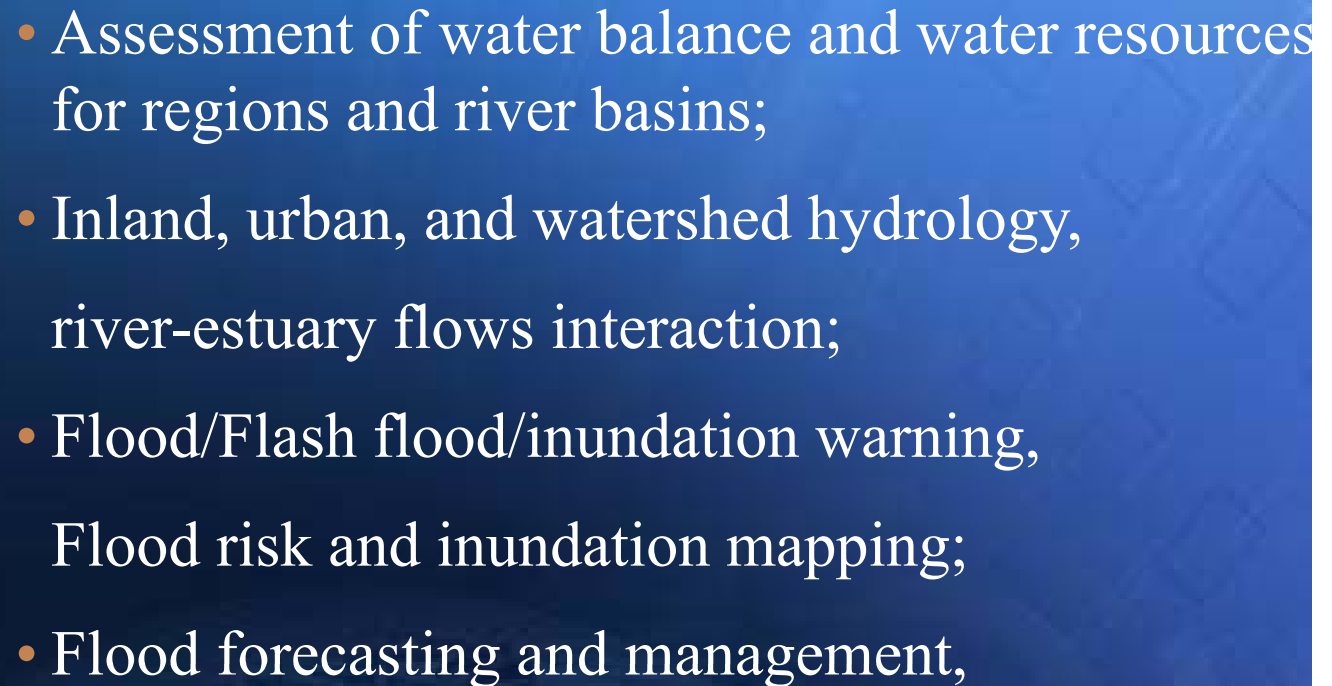 • Assessment of water balance and water resources
for regions and river basins;
• Inland, urban, and watershed hydrology,
river-estuary flows interaction;
• Flood/Flash flood/inundation warning,
Flood risk and inundation mapping;
• Flood forecasting and management,